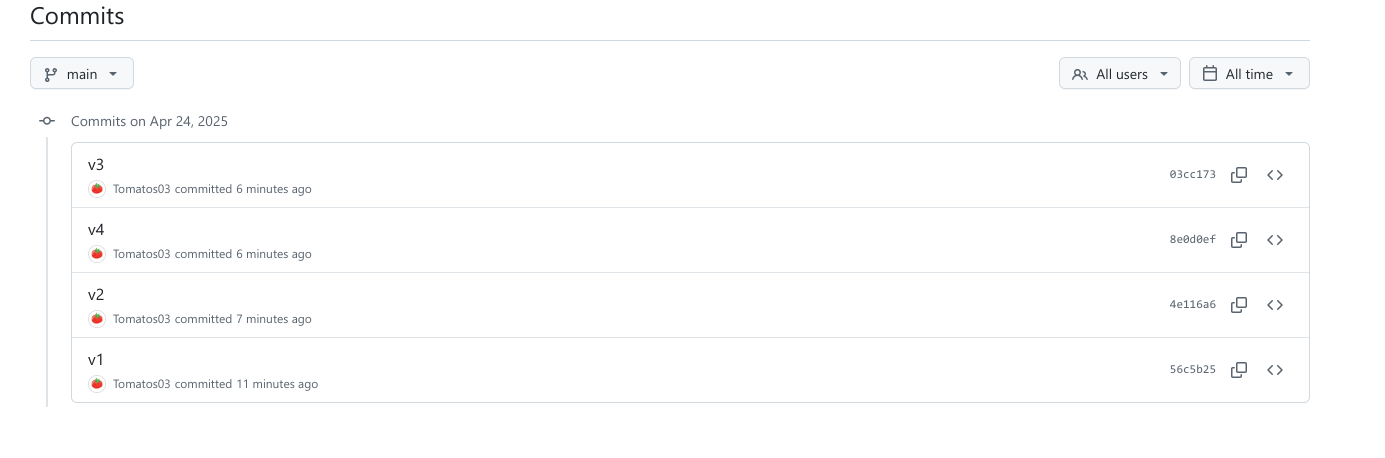 Commits
main
All users
All time
Commits on Apr 24, 2025
v3
Tomatos03 committed 6 minutes ago
03cc173
v4
Tomatos03 committed 6 minutes ago
8e0d0ef
v2
Tomatos03 committed 7 minutes ago
4e116a6
v1
Tomatos03 committed 11 minutes ago
56c5b25